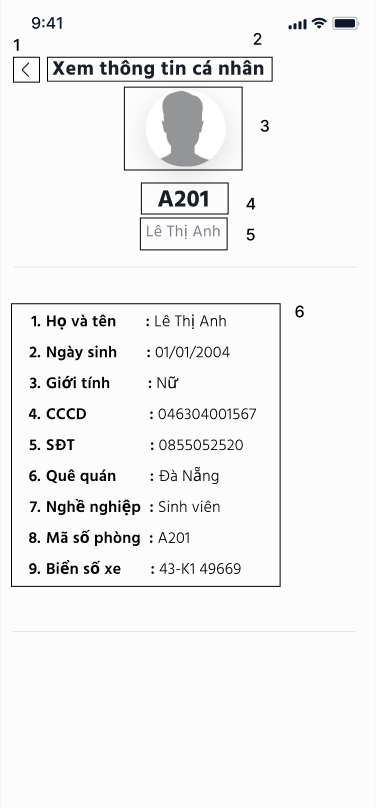 9:41
2
1
Xem thông tin cá nhân
3
A201
4
Lê Thị Anh
5
6
1. Họ và tên : Lê Thị Anh
2. Ngày sinh : 01/01/2004
3. Giới tính : Nữ
4. CCCD : 046304001567
5. SĐT : 0855052520
6. Quê quán : Đà Nẵng
7. Nghề nghiệp : Sinh viên
8. Mã số phòng : A201
9. Biển số xe : 43-K1 49669